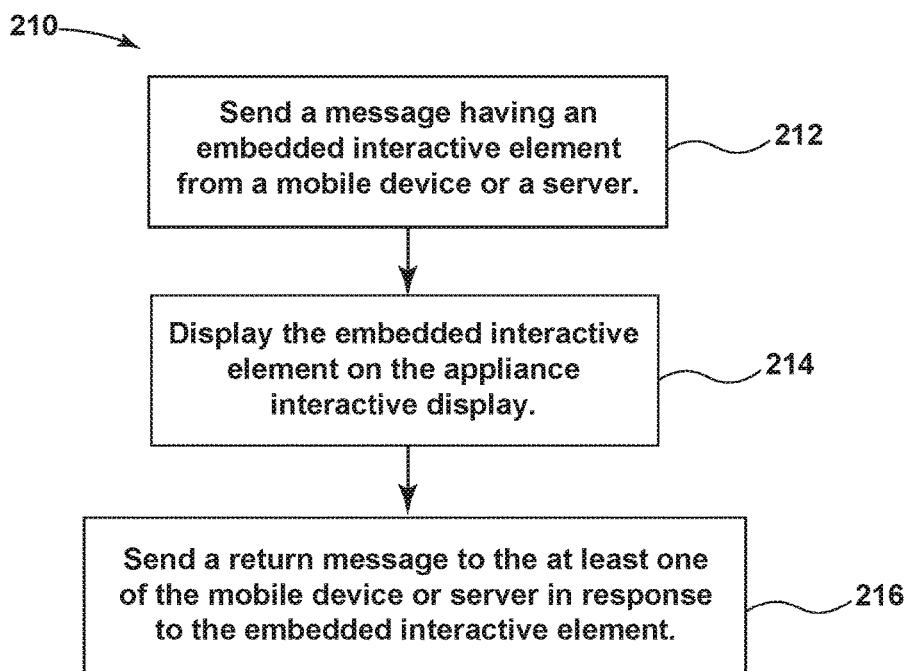 210
Send a message having an
embedded interactive element
from a mobile device or a server.
212
Display the embedded interactive
element on the appliance
interactive display.
214
Send a return message to the at least one
of the mobile device or server in response
to the embedded interactive element.
216